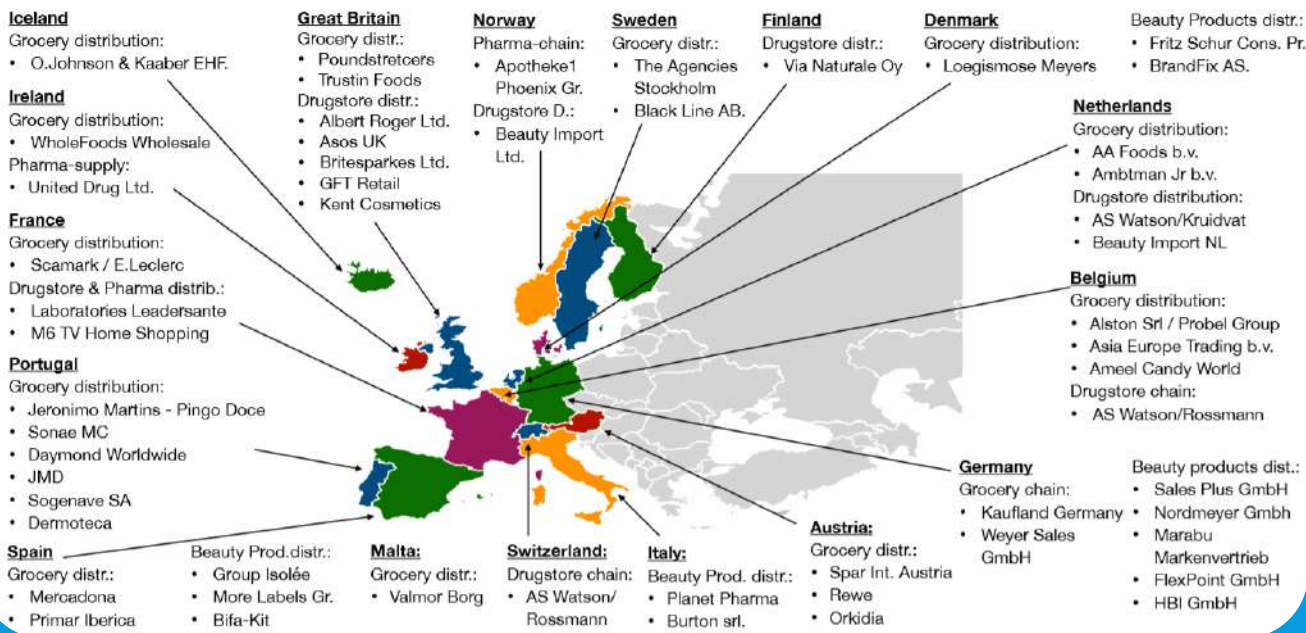 Iceland
Grocery distribution:
• O.Johnson & Kaaber EHF.
Ireland
Grocery distribution:
• WholeFoods Wholesale
Pharma-supply:
• United Drug Ltd.
France
Grocery distribution:
• Scamark / E.Leclerc
Drugstore & Pharma distrib.:
• Laboratories Leadersante
• M6 TV Home Shopping
Portugal
Grocery distribution:
• Jeronimo Martins - Pingo Doce
• Sonae MC
• Daymond Worldwide
• JMD
• Sogenave SA
• Dermoteca
Spain
Grocery distr.:
• Mercadona
• Primar Iberica
Beauty Prod.distr.:
• Group Isolée
• More Labels Gr.
• Bifa-Kit
Great Britain
Grocery distr.:
• Poundstretcers
• Trustin Foods
Drugstore distr.:
• Albert Roger Ltd.
• Asos UK
• Britesparkes Ltd.
• GFT Retail
• Kent Cosmetics
Norway
Pharma-chain:
• Apotheke1
Phoenix Gr.
Drugstore D.:
• Beauty Import
Ltd.
Sweden
Grocery distr.:
• The Agencies
Stockholm
• Black Line AB.
Finland
Drugstore distr.:
• Via Naturale Oy
Denmark
Grocery distribution:
• Loegismose Meyers
Beauty Products distr.:
• Fritz Schur Cons. Pr.
• BrandFix AS.
Netherlands
Grocery distribution:
• AA Foods b.v.
• Ambtman Jr b.v.
Drugstore distribution:
• AS Watson/Kruidvat
• Beauty Import NL
Belgium
Grocery distribution:
• Alston Srl / Probel Group
• Asia Europe Trading b.v.
• Ameel Candy World
Drugstore chain:
• AS Watson/Rossmann
Malta:
Grocery distr.:
• Valmor Borg
Switzerland:
Drugstore chain:
• AS Watson/
Rossmann
Italy:
Beauty Prod. distr.:
• Planet Pharma
• Burton srl.
Austria:
Grocery distr.:
• Spar Int. Austria
• Rewe
• Orkidia
Germany
Grocery chain:
• Kaufland Germany
• Weyer Sales
GmbH
Beauty products dist.:
• Sales Plus GmbH
• Nordmeyer Gmbh
• Marabu
Markenvertrieb
• FlexPoint GmbH
• HBI GmbH